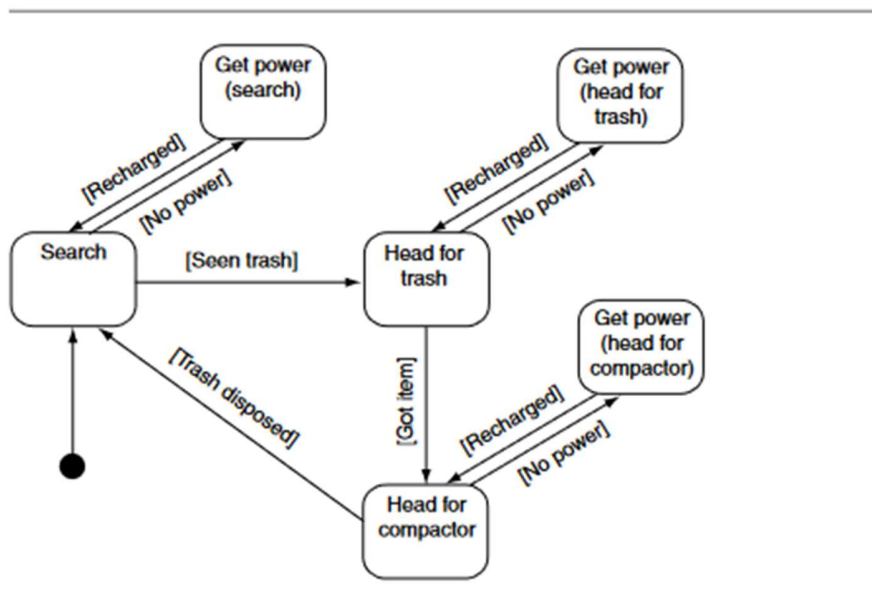 Get power
(search)
Get power
(head for
trash)
[Recharged]
[No power]
[Recharged]
[No power]
Search
[Seen trash]
Head for
trash
Get power
(head for
compactor)
[Trash disposed]
[Got item]
[Recharged]
[No power]
Head for
compactor